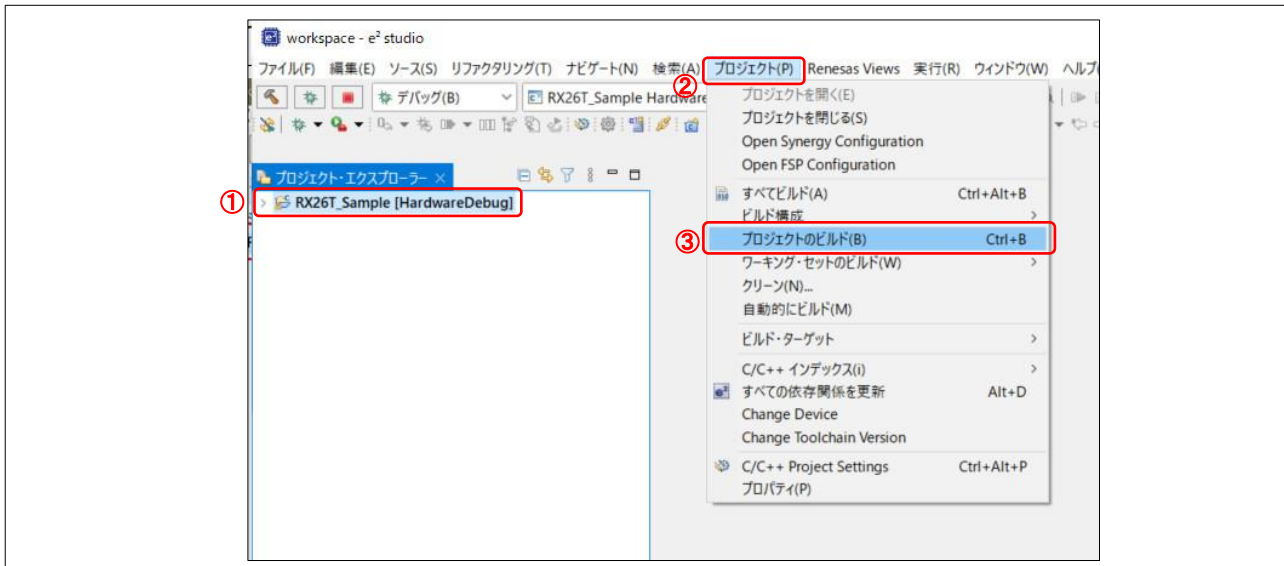 workspace - e² studio
ファイル(F) 編集(E) ソース(S) リファクタリング(T) ナビゲート(N) 検索(A) プロジェクト(P) Renesas Views 実行(R) ウィンドウ(W) ヘルプ(
②
デバッグ(B) RX26T_Sample Hardware
プロジェクト・エクスプローラー
① RX26T_Sample [HardwareDebug]
プロジェクトを開く(E)
プロジェクトを閉じる(S)
Open Synergy Configuration
Open FSP Configuration
すべてビルド(A) Ctrl+Alt+B
ビルド構成
③ プロジェクトのビルド(B) Ctrl+B
ワーキング・セットのビルド(W)
クリーン(N)...
自動的にビルド(M)
ビルド・ターゲット
C/C++ インデックス(i)
すべての依存関係を更新 Alt+D
Change Device
Change Toolchain Version
C/C++ Project Settings Ctrl+Alt+P
プロパティ(P)